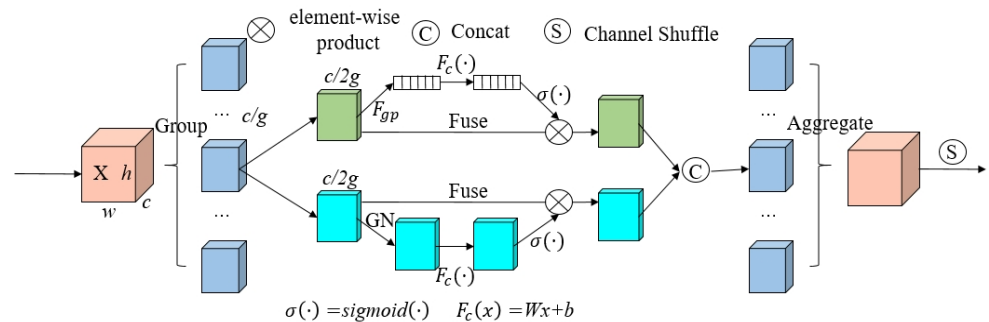 element-wise
product
C Concat
S Channel Shuffle
c/2g
F_c(·)
F_gp
σ(·)
... c/g
Group
Fuse
Aggregate
...
X h
w
c
C
S
c/2g
Fuse
GN
...
F_c(·)
σ(·)
...
σ(·) =sigmoid(·) F_c(x) =Wx+b